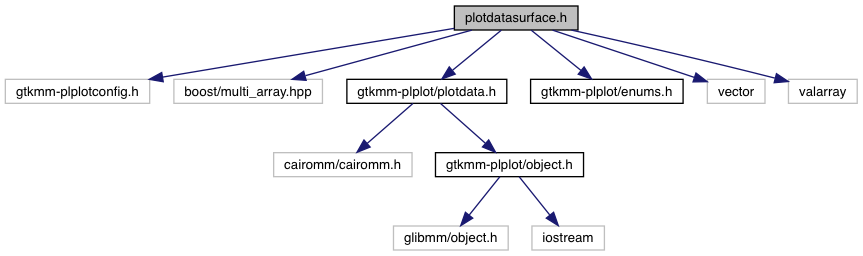 plotdatasurface.h
gtkmm-plplotconfig.h
boost/multi_array.hpp
gtkmm-plplot/plotdata.h
gtkmm-plplot/enums.h
vector
valarray
cairomm/cairomm.h
gtkmm-plplot/object.h
glibmm/object.h
iostream